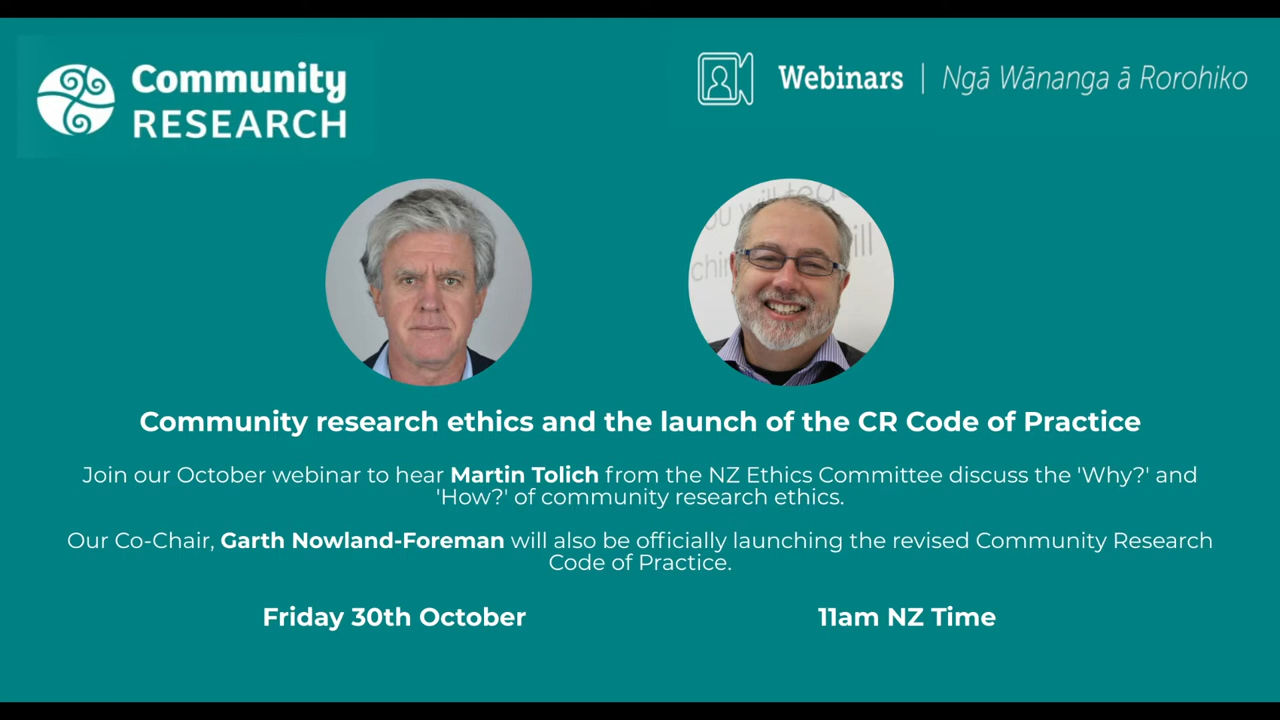 Community
RESEARCH
Webinars | Ngā Wānanga ā Rorohiko
Community research ethics and the launch of the CR Code of Practice
Join our October webinar to hear Martin Tolich from the NZ Ethics Committee discuss the 'Why?' and
'How?' of community research ethics.
Our Co-Chair, Garth Nowland-Foreman will also be officially launching the revised Community Research
Code of Practice.
Friday 30th October
11am NZ Time